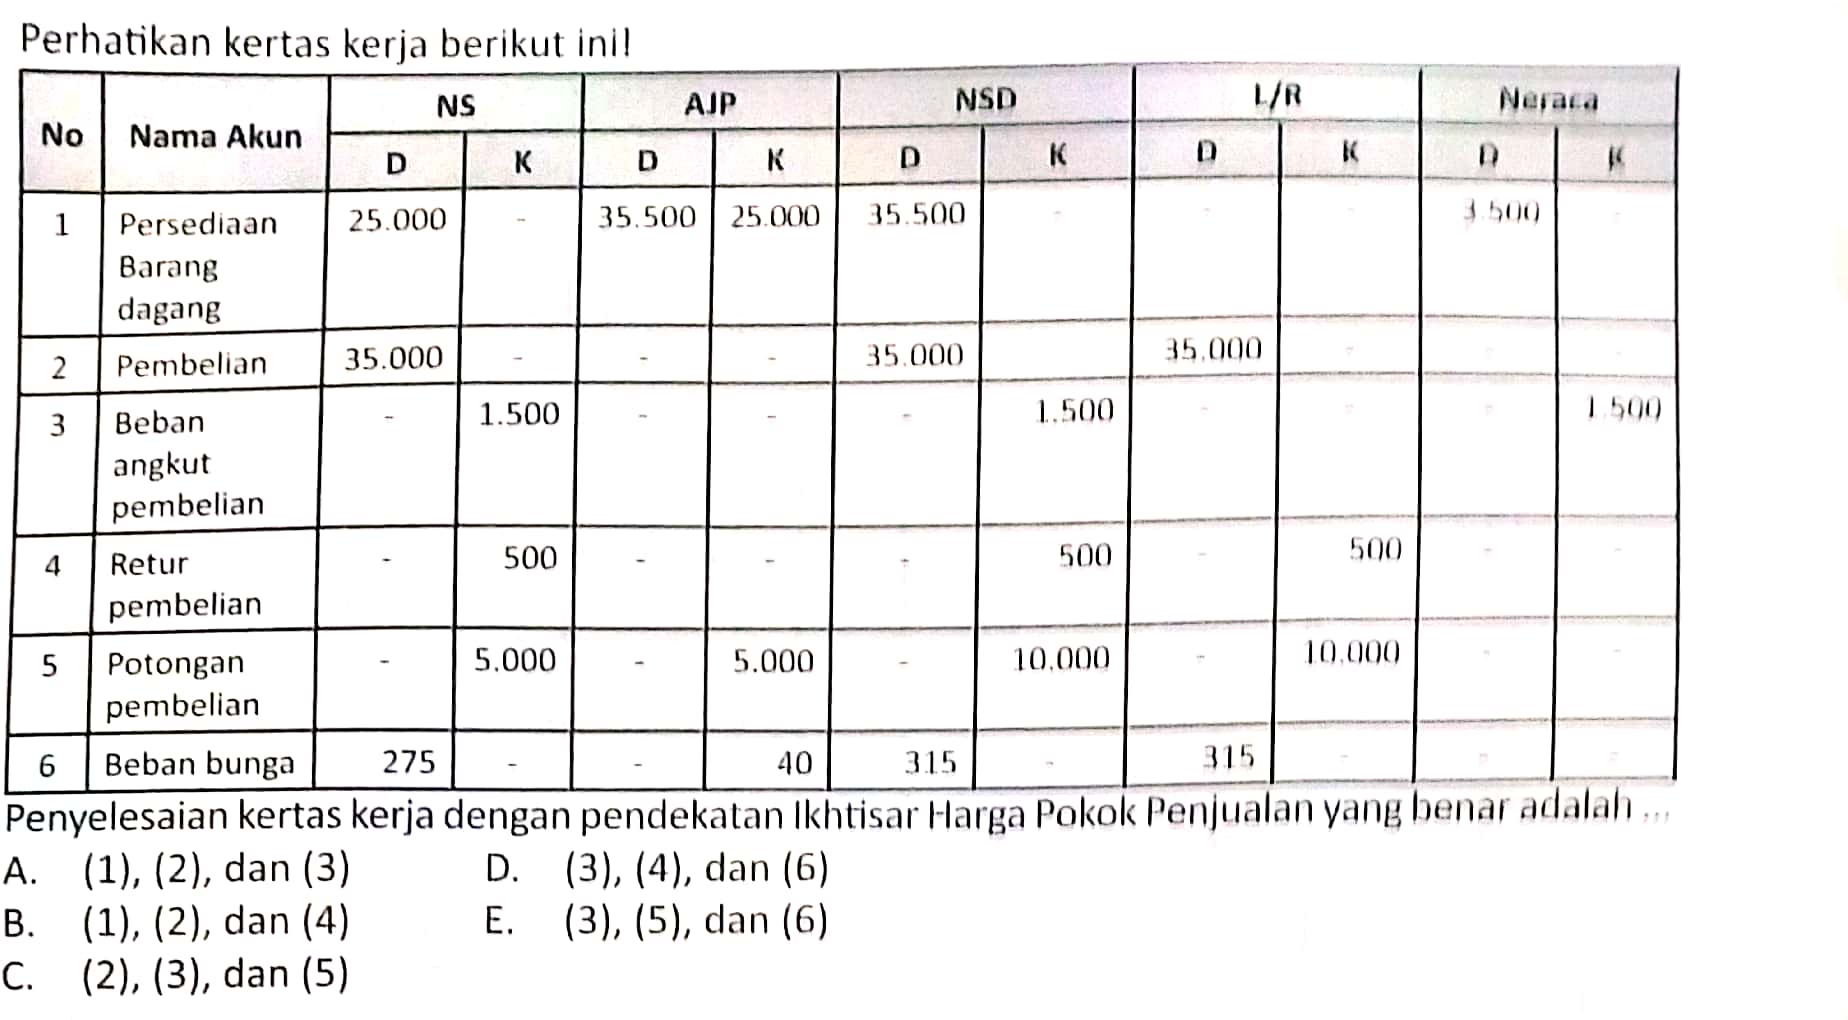 Perhatikan kertas kerja berikut ini!
No Nama Akun NS AJP NSD L/R Neraca
D K D K D K D K D K
1 Persediaan 25.000 - 35.500 25.000 35.500 - - - 3.500 -
Barang
dagang
2 Pembelian 35.000 - - - 35.000 35.000 - - -
3 Beban - 1.500 - - - 1.500 - - - 1.500
angkut
pembelian
4 Retur - 500 - - - 500 - 500 - -
pembelian
5 Potongan - 5.000 - 5.000 - 10.000 - 10.000 - -
pembelian
6 Beban bunga 275 - - 40 315 - 315 - - -
Penyelesaian kertas kerja dengan pendekatan Ikhtisar Harga Pokok Penjualan yang benar adalah ...
A. (1), (2), dan (3) D. (3), (4), dan (6)
B. (1), (2), dan (4) E. (3), (5), dan (6)
C. (2), (3), dan (5)